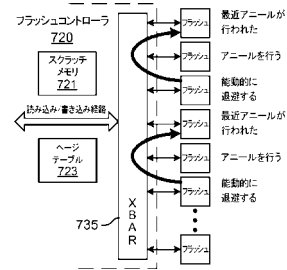 フラッシュコントローラ
720
スクラッチ
メモリ
721
読み込み/書き込み経路
ページ
テーブル
723
735
XBAR
フラッシュ
最近アニールが
行われた
フラッシュ
アニールを行う
フラッシュ
能動的に
退避する
フラッシュ
最近アニールが
行われた
フラッシュ
アニールを行う
フラッシュ
能動的に
退避する
フラッシュ